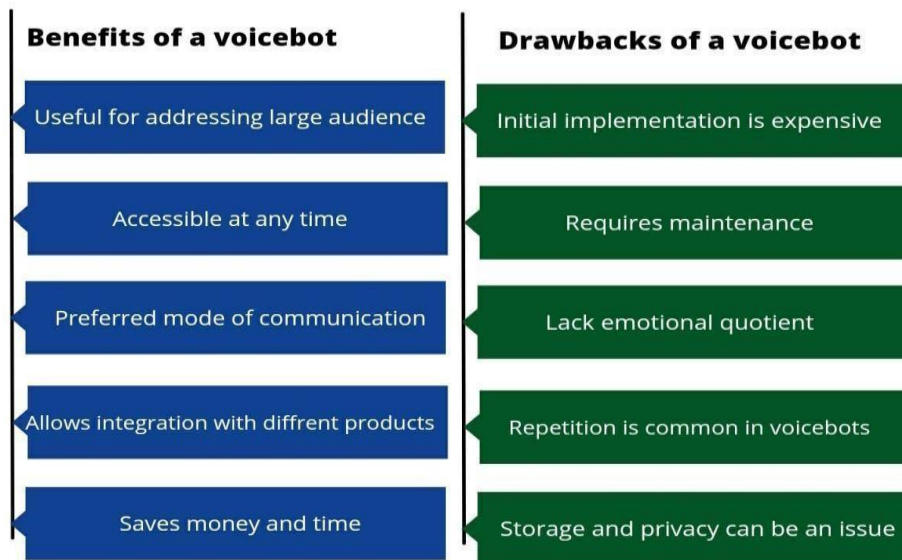 Benefits of a voicebot
Useful for addressing large audience
Accessible at any time
Preferred mode of communication
Allows integration with diffrent products
Saves money and time
Drawbacks of a voicebot
Initial implementation is expensive
Requires maintenance
Lack emotional quotient
Repetition is common in voicebots
Storage and privacy can be an issue